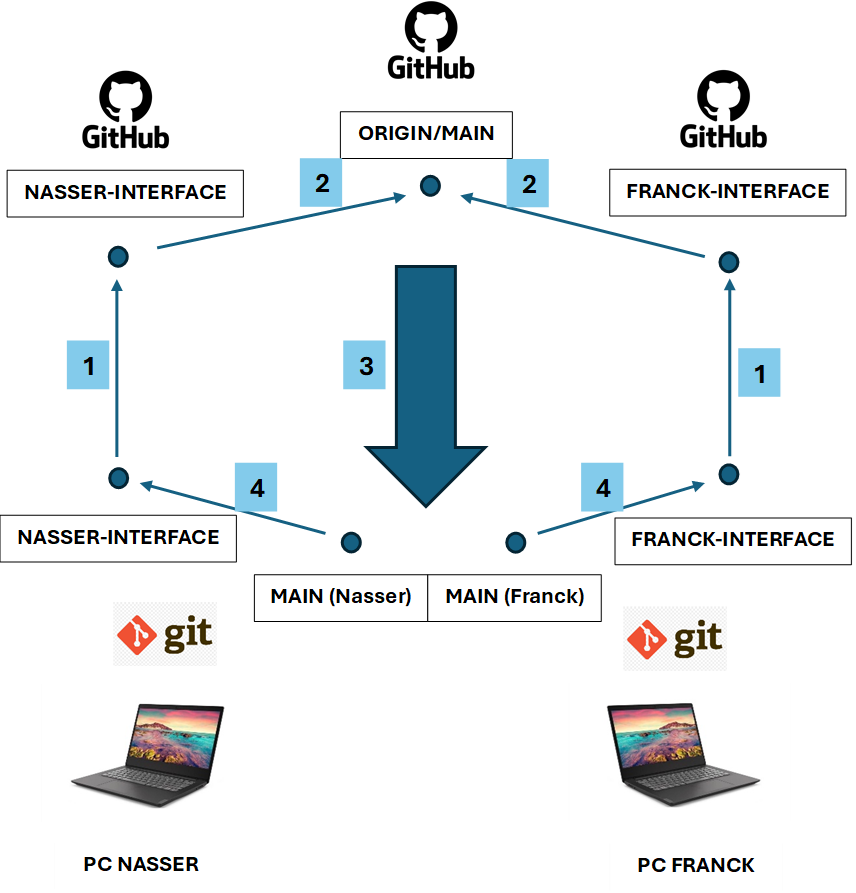 GitHub
GitHub
GitHub
ORIGIN/MAIN
NASSER-INTERFACE
2
2
FRANCK-INTERFACE
1
3
1
4
4
NASSER-INTERFACE
FRANCK-INTERFACE
MAIN (Nasser)
MAIN (Franck)
git
git
PC NASSER
PC FRANCK